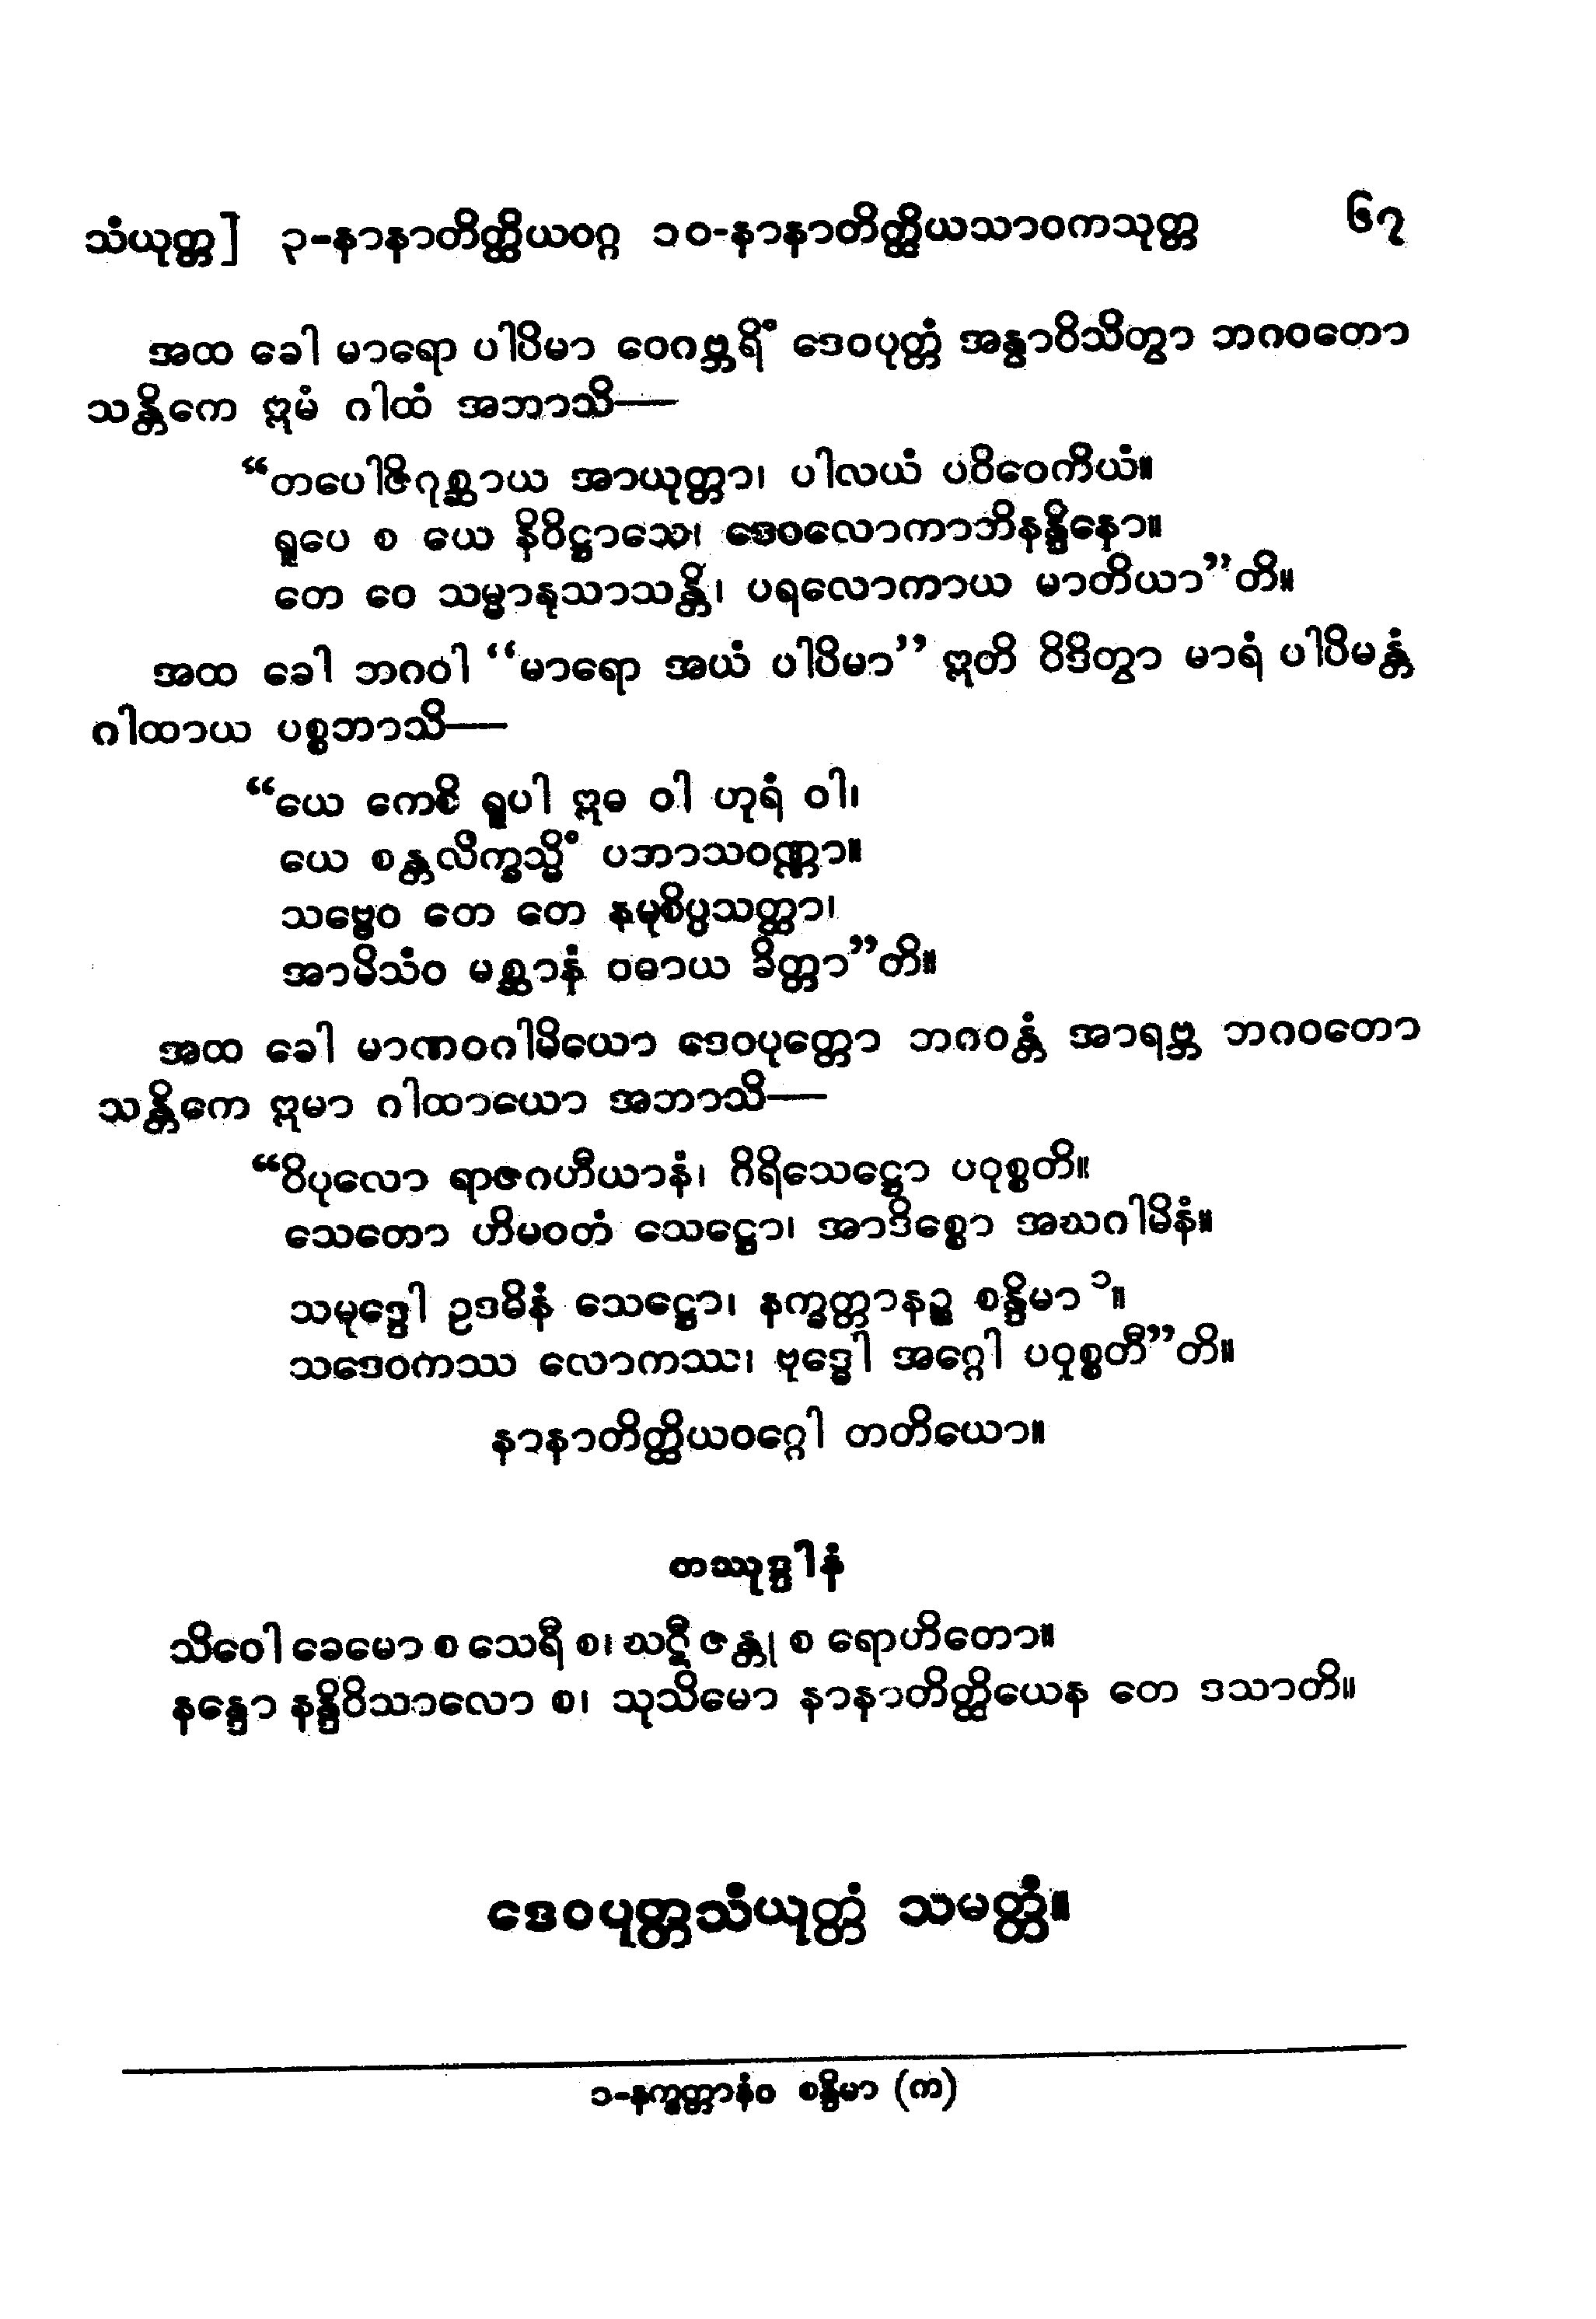 သံယုတ္တ] ၃-နာနာတိတ္ထိယဝဂ္ဂ ၁၀-နာနာတိတ္ထိယသာဝကသုတ္တ ၆၇
အထ ခေါ မာရော ပါပိမာ ဝေဂဗ္ဘရိံ ဒေဝပုတ္တံ အန္ဝာဝိသိတွာ ဘဂဝတော
သန္တိကေ ဣမံ ဂါထံ အဘာသိ—
“တပေါဇိဂုစ္ဆာယ အာယုတ္တာ၊ ပါလယံ ပဝိဝေကိယံ။
ရူပေ စ ယေ နိဝိဋ္ဌာသေ၊ ဒေဝလောကာဘိနန္ဒိနော။
တေ ဝေ သမ္မာနုသာသန္တိ၊ ပရလောကာယ မာတိယာ”တိ။
အထ ခေါ ဘဂဝါ “မာရော အယံ ပါပိမာ” ဣတိ ဝိဒိတွာ မာရံ ပါပိမန္တံ
ဂါထာယ ပစ္စဘာသိ—
“ယေ ကေစိ ရူပါ ဣဓ ဝါ ဟုရံ ဝါ၊
ယေ စန္တလိက္ခသ္မိံ ပဘာသဝဏ္ဏာ။
သဗ္ဗေဝ တေ တေ နမုစိပ္ပသတ္ထာ၊
အာမိသံဝ မစ္ဆာနံ ဝဓာယ ခိတ္တာ”တိ။
အထ ခေါ မာဏဝဂါမိယော ဒေဝပုတ္တော ဘဂဝန္တံ အာရဗ္ဘ ဘဂဝတော
သန္တိကေ ဣမာ ဂါထာယော အဘာသိ—
“ဝိပုလော ရာဇဂဟီယာနံ၊ ဂိရိသေဋ္ဌော ပဝုစ္စတိ။
သေတော ဟိမဝတံ သေဋ္ဌော၊ အာဒိစ္စော အဃဂါမိနံ။
သမုဒ္ဒေါ ဥဒဓိနံ သေဋ္ဌော၊ နက္ခတ္တာနဉ္စ စန္ဒိမာ ၁။
သဒေဝကဿ လောကဿ၊ ဗုဒ္ဓေါ အဂ္ဂေါ ပဝုစ္စတီ”တိ။
နာနာတိတ္ထိယဝဂ္ဂေါ တတိယော။
တဿုဒ္ဒါနံ
သိဝေါ ခေမော စ သေရီ စ၊ ဃဋီ ဇန္တု စ ရောဟိတော။
နန္ဒော နန္ဒိဝိသာလော စ၊ သုသိမော နာနာတိတ္ထိယေန တေ ဒသာတိ။
ဒေဝပုတ္တသံယုတ္တံ သမတ္တံ။
၁-နက္ခတ္တာနံဝ စန္ဒိမာ (က)